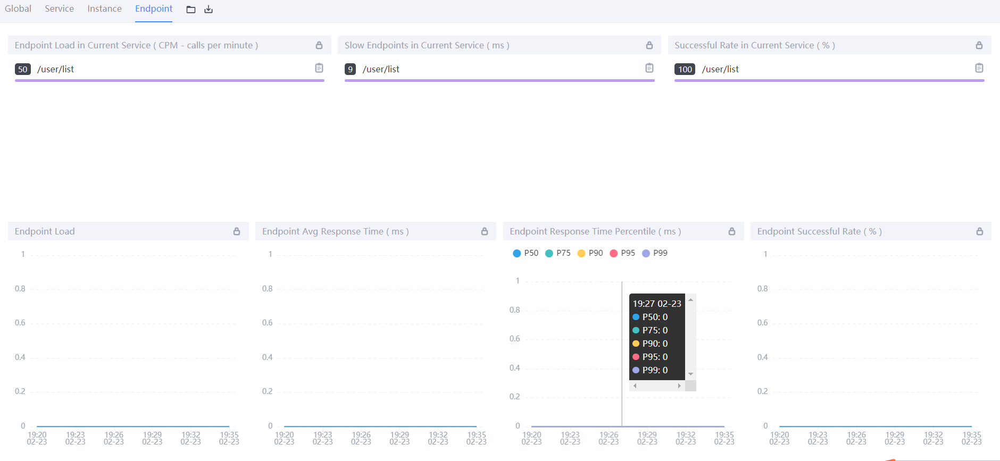 Global Service Instance Endpoint
Endpoint Load in Current Service ( CPM - calls per minute )
50 /user/list
Slow Endpoints in Current Service ( ms )
9 /user/list
Successful Rate in Current Service ( % )
100 /user/list
Endpoint Load
1
0.8
0.6
0.4
0.2
0
19:20 19:23 19:26 19:29 19:32 19:35
02-23 02-23 02-23 02-23 02-23 02-23
Endpoint Avg Response Time ( ms )
1
0.8
0.6
0.4
0.2
0
19:20 19:23 19:26 19:29 19:32 19:35
02-23 02-23 02-23 02-23 02-23 02-23
Endpoint Response Time Percentile ( ms )
P50 P75 P90 P95 P99
1
0.8
0.6
0.4
0.2
0
19:27 02-23
P50: 0
P75: 0
P90: 0
P95: 0
P99: 0
19:20 19:23 19:26 19:29 19:32 19:35
02-23 02-23 02-23 02-23 02-23 02-23
Endpoint Successful Rate ( % )
1
0.8
0.6
0.4
0.2
0
19:20 19:23 19:26 19:29 19:32 19:35
02-23 02-23 02-23 02-23 02-23 02-23